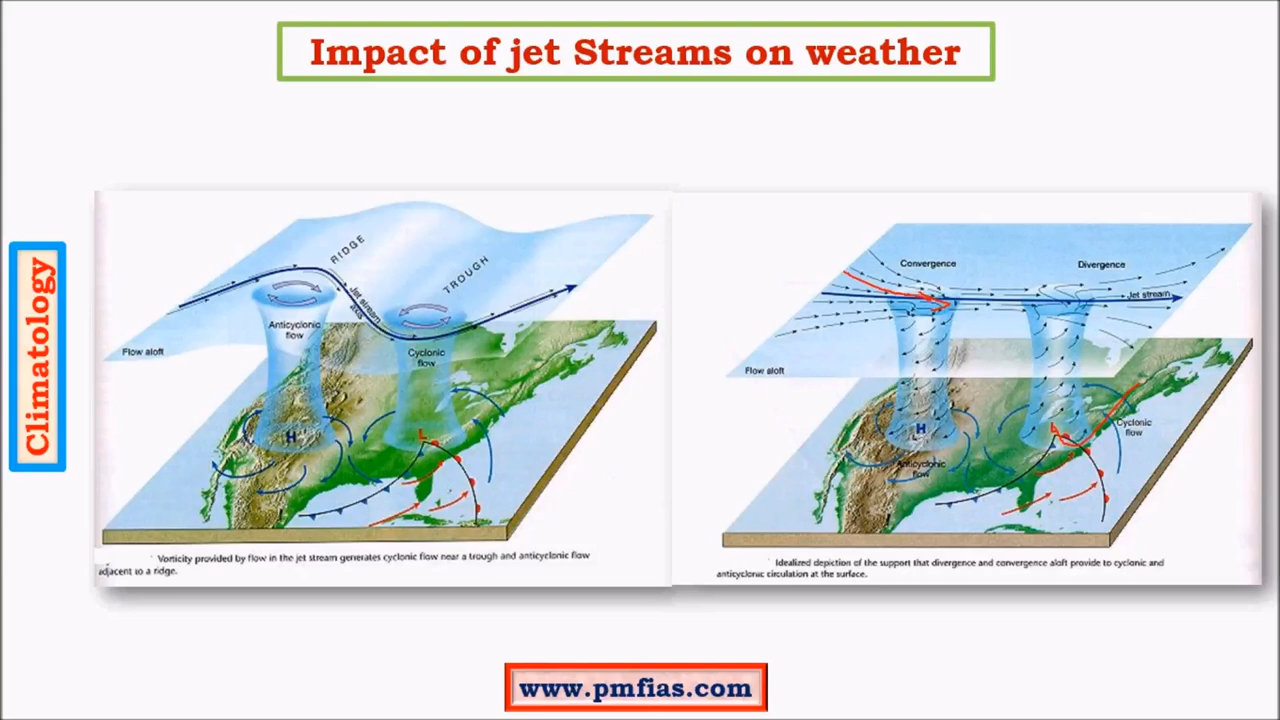 Impact of jet Streams on weather
Climatology
RIDGE
TROUGH
Jet stream
axis
Anticyclonic
flow
Cyclonic
flow
Flow aloft
H
L
Vorticity provided by flow in the jet stream generates cyclonic flow near a trough and anticyclonic flow
adjacent to a ridge.
Convergence
Divergence
Jet stream
Flow aloft
H
L
Cyclonic
flow
Anticyclonic
flow
Idealized depiction of the support that divergence and convergence aloft provide to cyclonic and
anticyclonic circulation at the surface.
www.pmfias.com